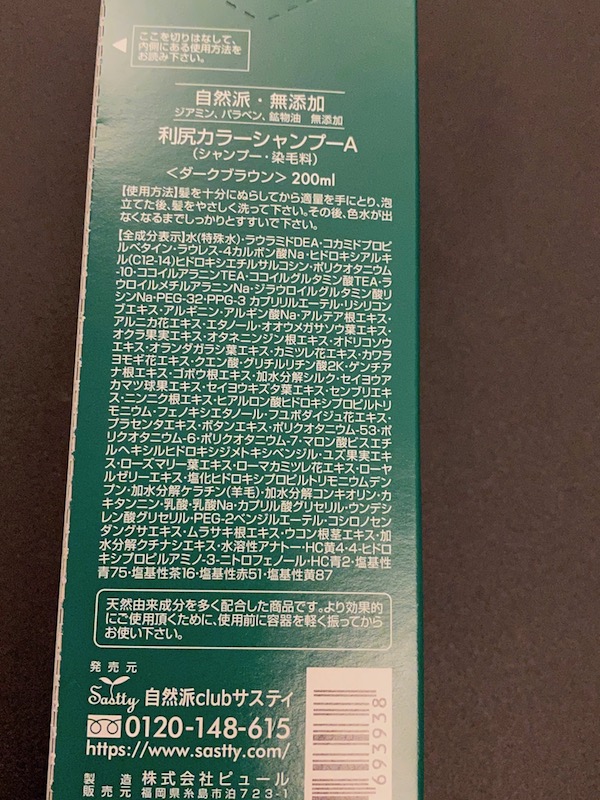 ここを切りはなして、
内側にある使用方法を
お読み下さい。
自然派・無添加
ジアミン、パラベン、鉱物油 無添加
利尻カラーシャンプーA
(シャンプー・染毛料)
<ダークブラウン> 200ml
【使用方法】髪を十分にぬらしてから適量を手にとり、泡
立てた後、髪をやさしく洗って下さい。その後、色水が出
なくなるまでしっかりとすすいで下さい。
【全成分表示】水(特殊水)・ラウラミドDEA・コカミドプロピ
ルベタイン・ラウレス-4カルボン酸Na・ヒドロキシアルキ
ル(C12-14)ヒドロキシエチルサルコシン・ポリクオタニウム
-10・ココイルアラニンTEA・ココイルグルタミン酸TEA・ラ
ウロイルメチルアラニンNa・ジラウロイルグルタミン酸リ
シンNa・PEG-32・PPG-3 カプリリルエーテル・リシリコン
ブエキス・アルギニン・アルギン酸Na・アルテア根エキス・
アルニカ花エキス・エタノール・オオウメガサソウ葉エキス・
オクラ果実エキス・オタネニンジン根エキス・オドリコソウ
エキス・オランダガラシ葉エキス・カミツレ花エキス・カワラ
ヨモギ花エキス・クエン酸・グリチルリチン酸2K・ゲンチア
ナ根エキス・ゴボウ根エキス・加水分解シルク・セイヨウア
カマツ球果エキス・セイヨウキズタ葉エキス・センブリエキ
ス・ニンニク根エキス・ヒアルロン酸ヒドロキシプロピルトリ
モニウム・フェノキシエタノール・フユボダイジュ花エキス・
プラセンタエキス・ボタンエキス・ポリクオタニウム-53・ポ
リクオタニウム-6・ポリクオタニウム-7・マロン酸ビスエチ
ルヘキシルヒドロキシジメトキシベンジル・ユズ果実エキ
ス・ローズマリー葉エキス・ローマカミツレ花エキス・ローヤ
ルゼリーエキス・塩化ヒドロキシプロピルトリモニウムデン
プン・加水分解ケラチン(羊毛)・加水分解コンキオリン・カ
キタンニン・乳酸・乳酸Na・カプリル酸グリセリル・ウンデシ
レン酸グリセリル・PEG-2ベンジルエーテル・コシロノセン
ダングサエキス・ムラサキ根エキス・ウコン根茎エキス・加
水分解クチナシエキス・水溶性アナトー・HC黄4・4-ヒドロ
キシプロピルアミノ-3-ニトロフェノール・HC青2・塩基性
青75・塩基性茶16・塩基性赤51・塩基性黄87
天然由来成分を多く配合した商品です。より効果的
にご使用頂くために、使用前に容器を軽く振ってから
お使い下さい。
発売元
Sastty 自然派clubサスティ
0120-148-615
https://www.sastty.com/
製造 株式会社ピュール
販売元 福岡県糸島市泊723-1
693938